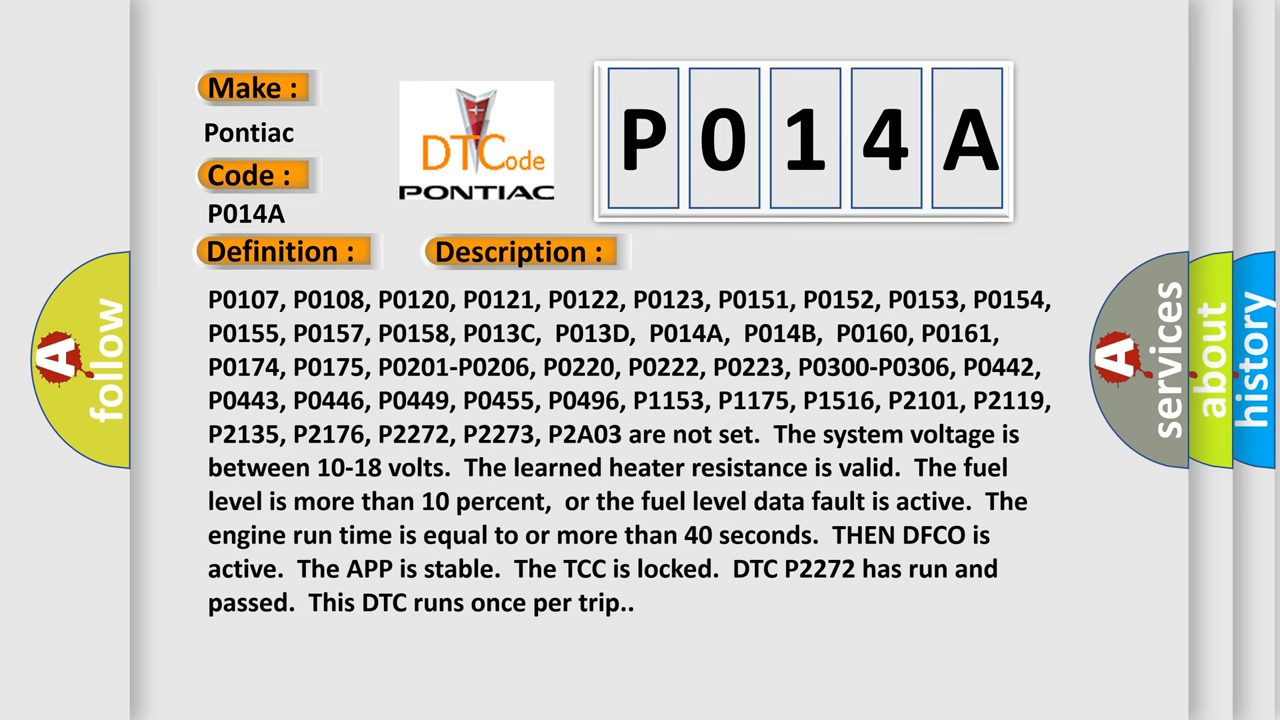 Make :
Pontiac
Code :
P014A
DTCode
PONTIAC
P014A
Definition :
Description :
P0107, P0108, P0120, P0121, P0122, P0123, P0151, P0152, P0153, P0154,
P0155, P0157, P0158, P013C, P013D, P014A, P014B, P0160, P0161,
P0174, P0175, P0201-P0206, P0220, P0222, P0223, P0300-P0306, P0442,
P0443, P0446, P0449, P0455, P0496, P1153, P1175, P1516, P2101, P2119,
P2135, P2176, P2272, P2273, P2A03 are not set. The system voltage is
between 10-18 volts. The learned heater resistance is valid. The fuel
level is more than 10 percent, or the fuel level data fault is active. The
engine run time is equal to or more than 40 seconds. THEN DFCO is
active. The APP is stable. The TCC is locked. DTC P2272 has run and
passed. This DTC runs once per trip..
A
follow
A
services
about
history